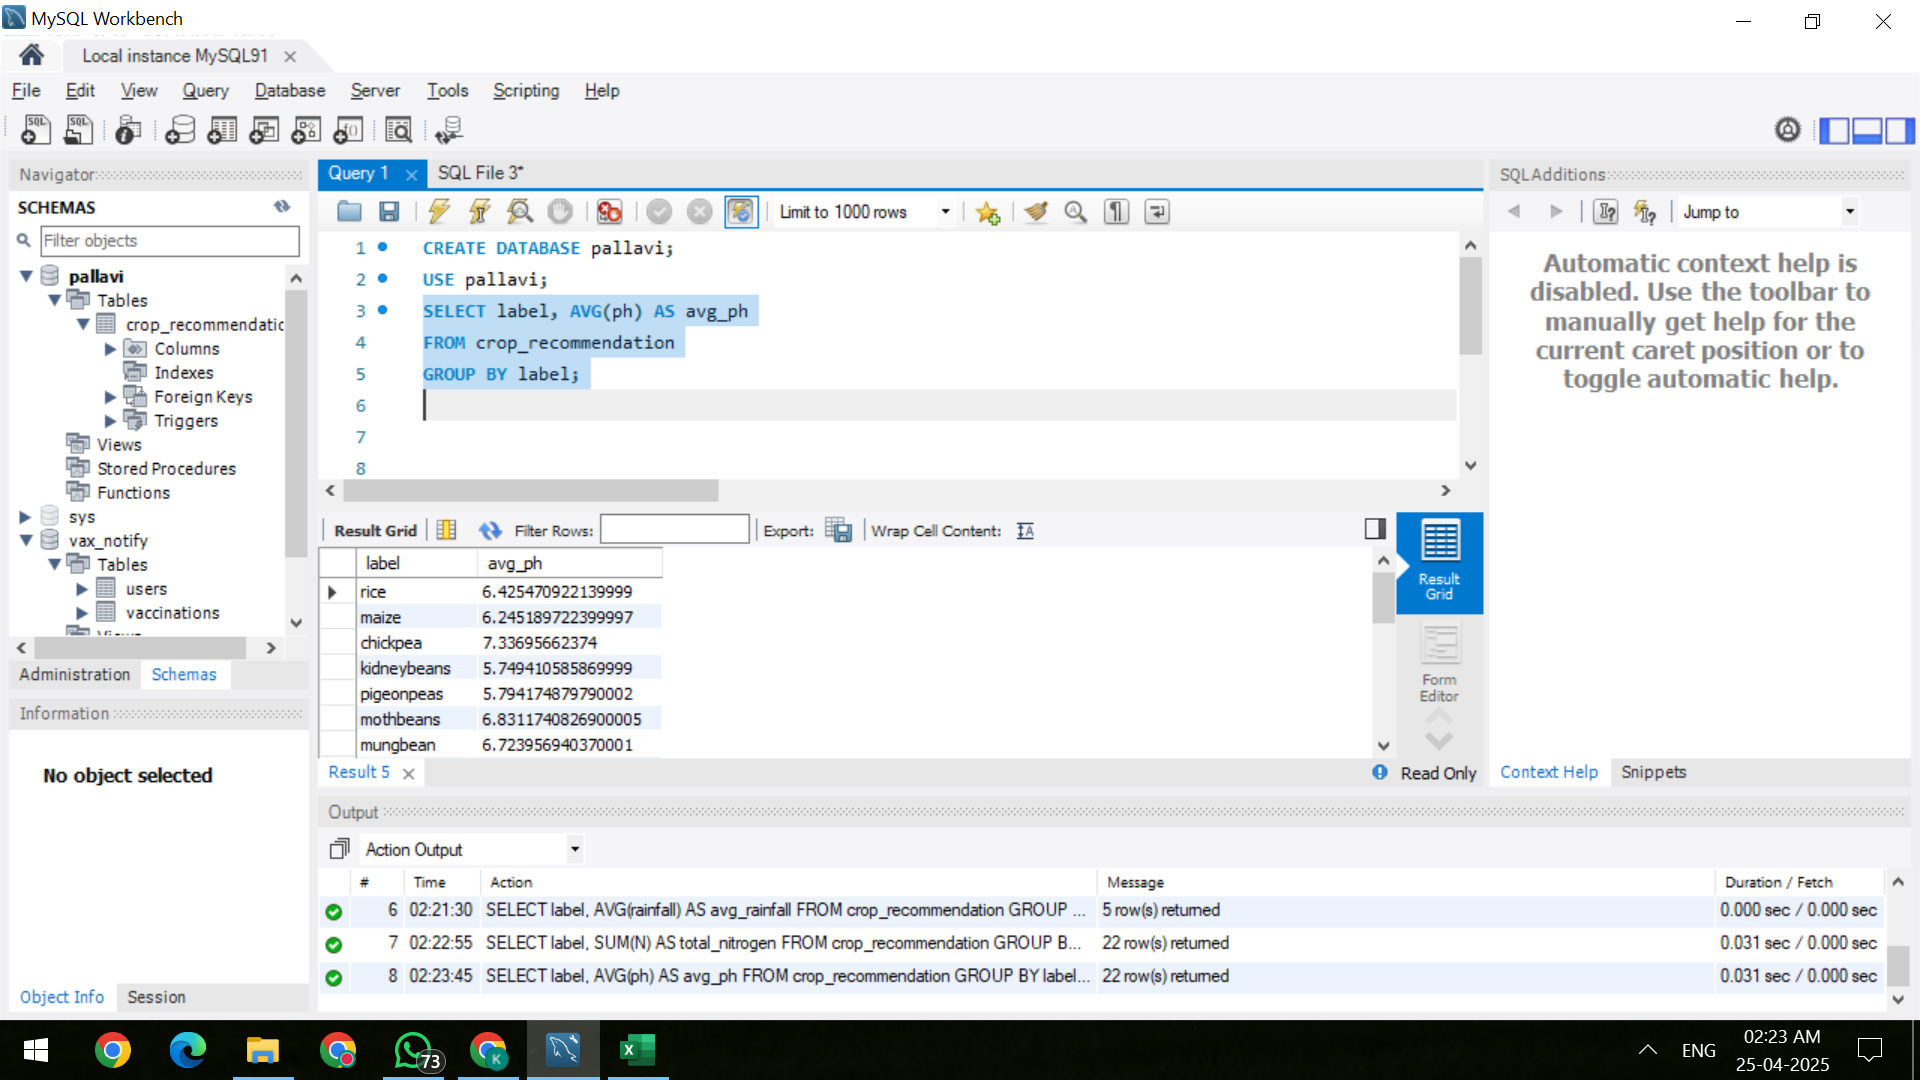 MySQL Workbench
Local instance MySQL91
File Edit View Query Database Server Tools Scripting Help
Navigator
SCHEMAS
Filter objects
pallavi
Tables
crop_recommendatic
Columns
Indexes
Foreign Keys
Triggers
Views
Stored Procedures
Functions
sys
vax_notify
Tables
users
vaccinations
Administration Schemas
Information
No object selected
Object Info Session
Query 1 SQL File 3*
Limit to 1000 rows
1 CREATE DATABASE pallavi;
2 USE pallavi;
3 SELECT label, AVG(ph) AS avg_ph
4 FROM crop_recommendation
5 GROUP BY label;
6
7
8
Result Grid Filter Rows: Export: Wrap Cell Content:
label avg_ph
rice 6.425470922139999
maize 6.245189722399997
chickpea 7.33695662374
kidneybeans 5.749410585869999
pigeonpeas 5.794174879790002
mothbeans 6.8311740826900005
mungbean 6.723956940370001
Result
Grid
Form
Editor
Result 5 Read Only
SQLAdditions
Jump to
Automatic context help is
disabled. Use the toolbar to
manually get help for the
current caret position or to
toggle automatic help.
Context Help Snippets
Output
Action Output
# Time Action Message Duration / Fetch
6 02:21:30 SELECT label, AVG(rainfall) AS avg_rainfall FROM crop_recommendation GROUP ... 5 row(s) returned 0.000 sec / 0.000 sec
7 02:22:55 SELECT label, SUM(N) AS total_nitrogen FROM crop_recommendation GROUP B... 22 row(s) returned 0.031 sec / 0.000 sec
8 02:23:45 SELECT label, AVG(ph) AS avg_ph FROM crop_recommendation GROUP BY label... 22 row(s) returned 0.031 sec / 0.000 sec
73
K
ENG
02:23 AM
25-04-2025